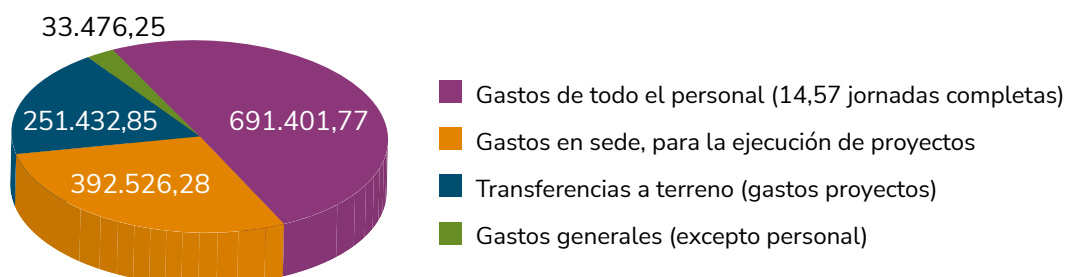 33.476,25
251.432,85
691.401,77
392.526,28
Gastos de todo el personal (14,57 jornadas completas)
Gastos en sede, para la ejecución de proyectos
Transferencias a terreno (gastos proyectos)
Gastos generales (excepto personal)